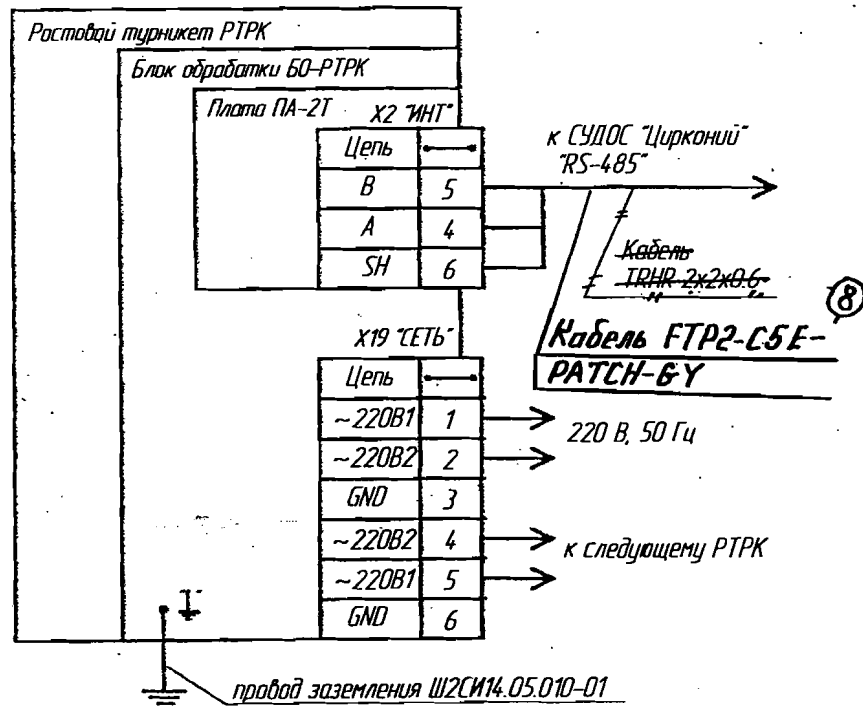 Ростовой турникет РТРК
Блок обработки БО-РТРК
Плата ПА-2Т
X2 "ИНТ"
Цепь
B 5
A 4
SH 6
к СУДОС "Цирконий"
"RS-485"
Кабель
TRHR 2x2x0.6
8
Кабель FTP2-C5E-
PATCH-GY
X19 "СЕТЬ"
Цепь
~220В1 1
~220В2 2
GND 3
~220В2 4
~220В1 5
GND 6
220 В, 50 Гц
к следующему РТРК
провод заземления Ш2СИ14.05.010-01